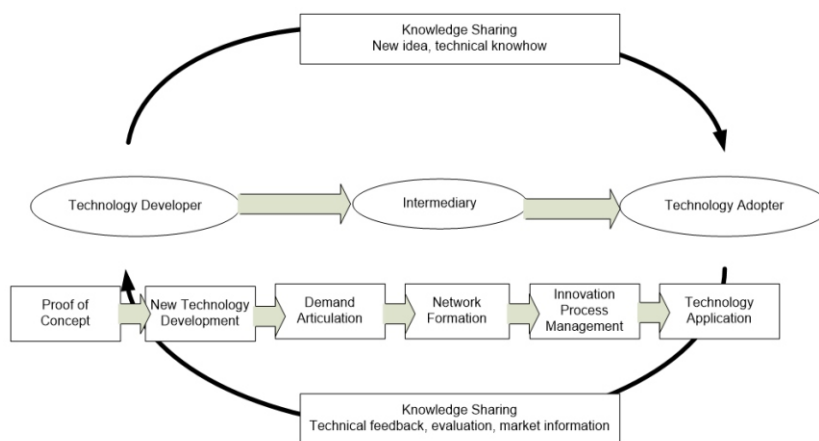 Knowledge Sharing
New idea, technical knowhow
Technology Developer
Intermediary
Technology Adopter
Proof of
Concept
New Technology
Development
Demand
Articulation
Network
Formation
Innovation
Process
Management
Technology
Application
Knowledge Sharing
Technical feedback, evaluation, market information